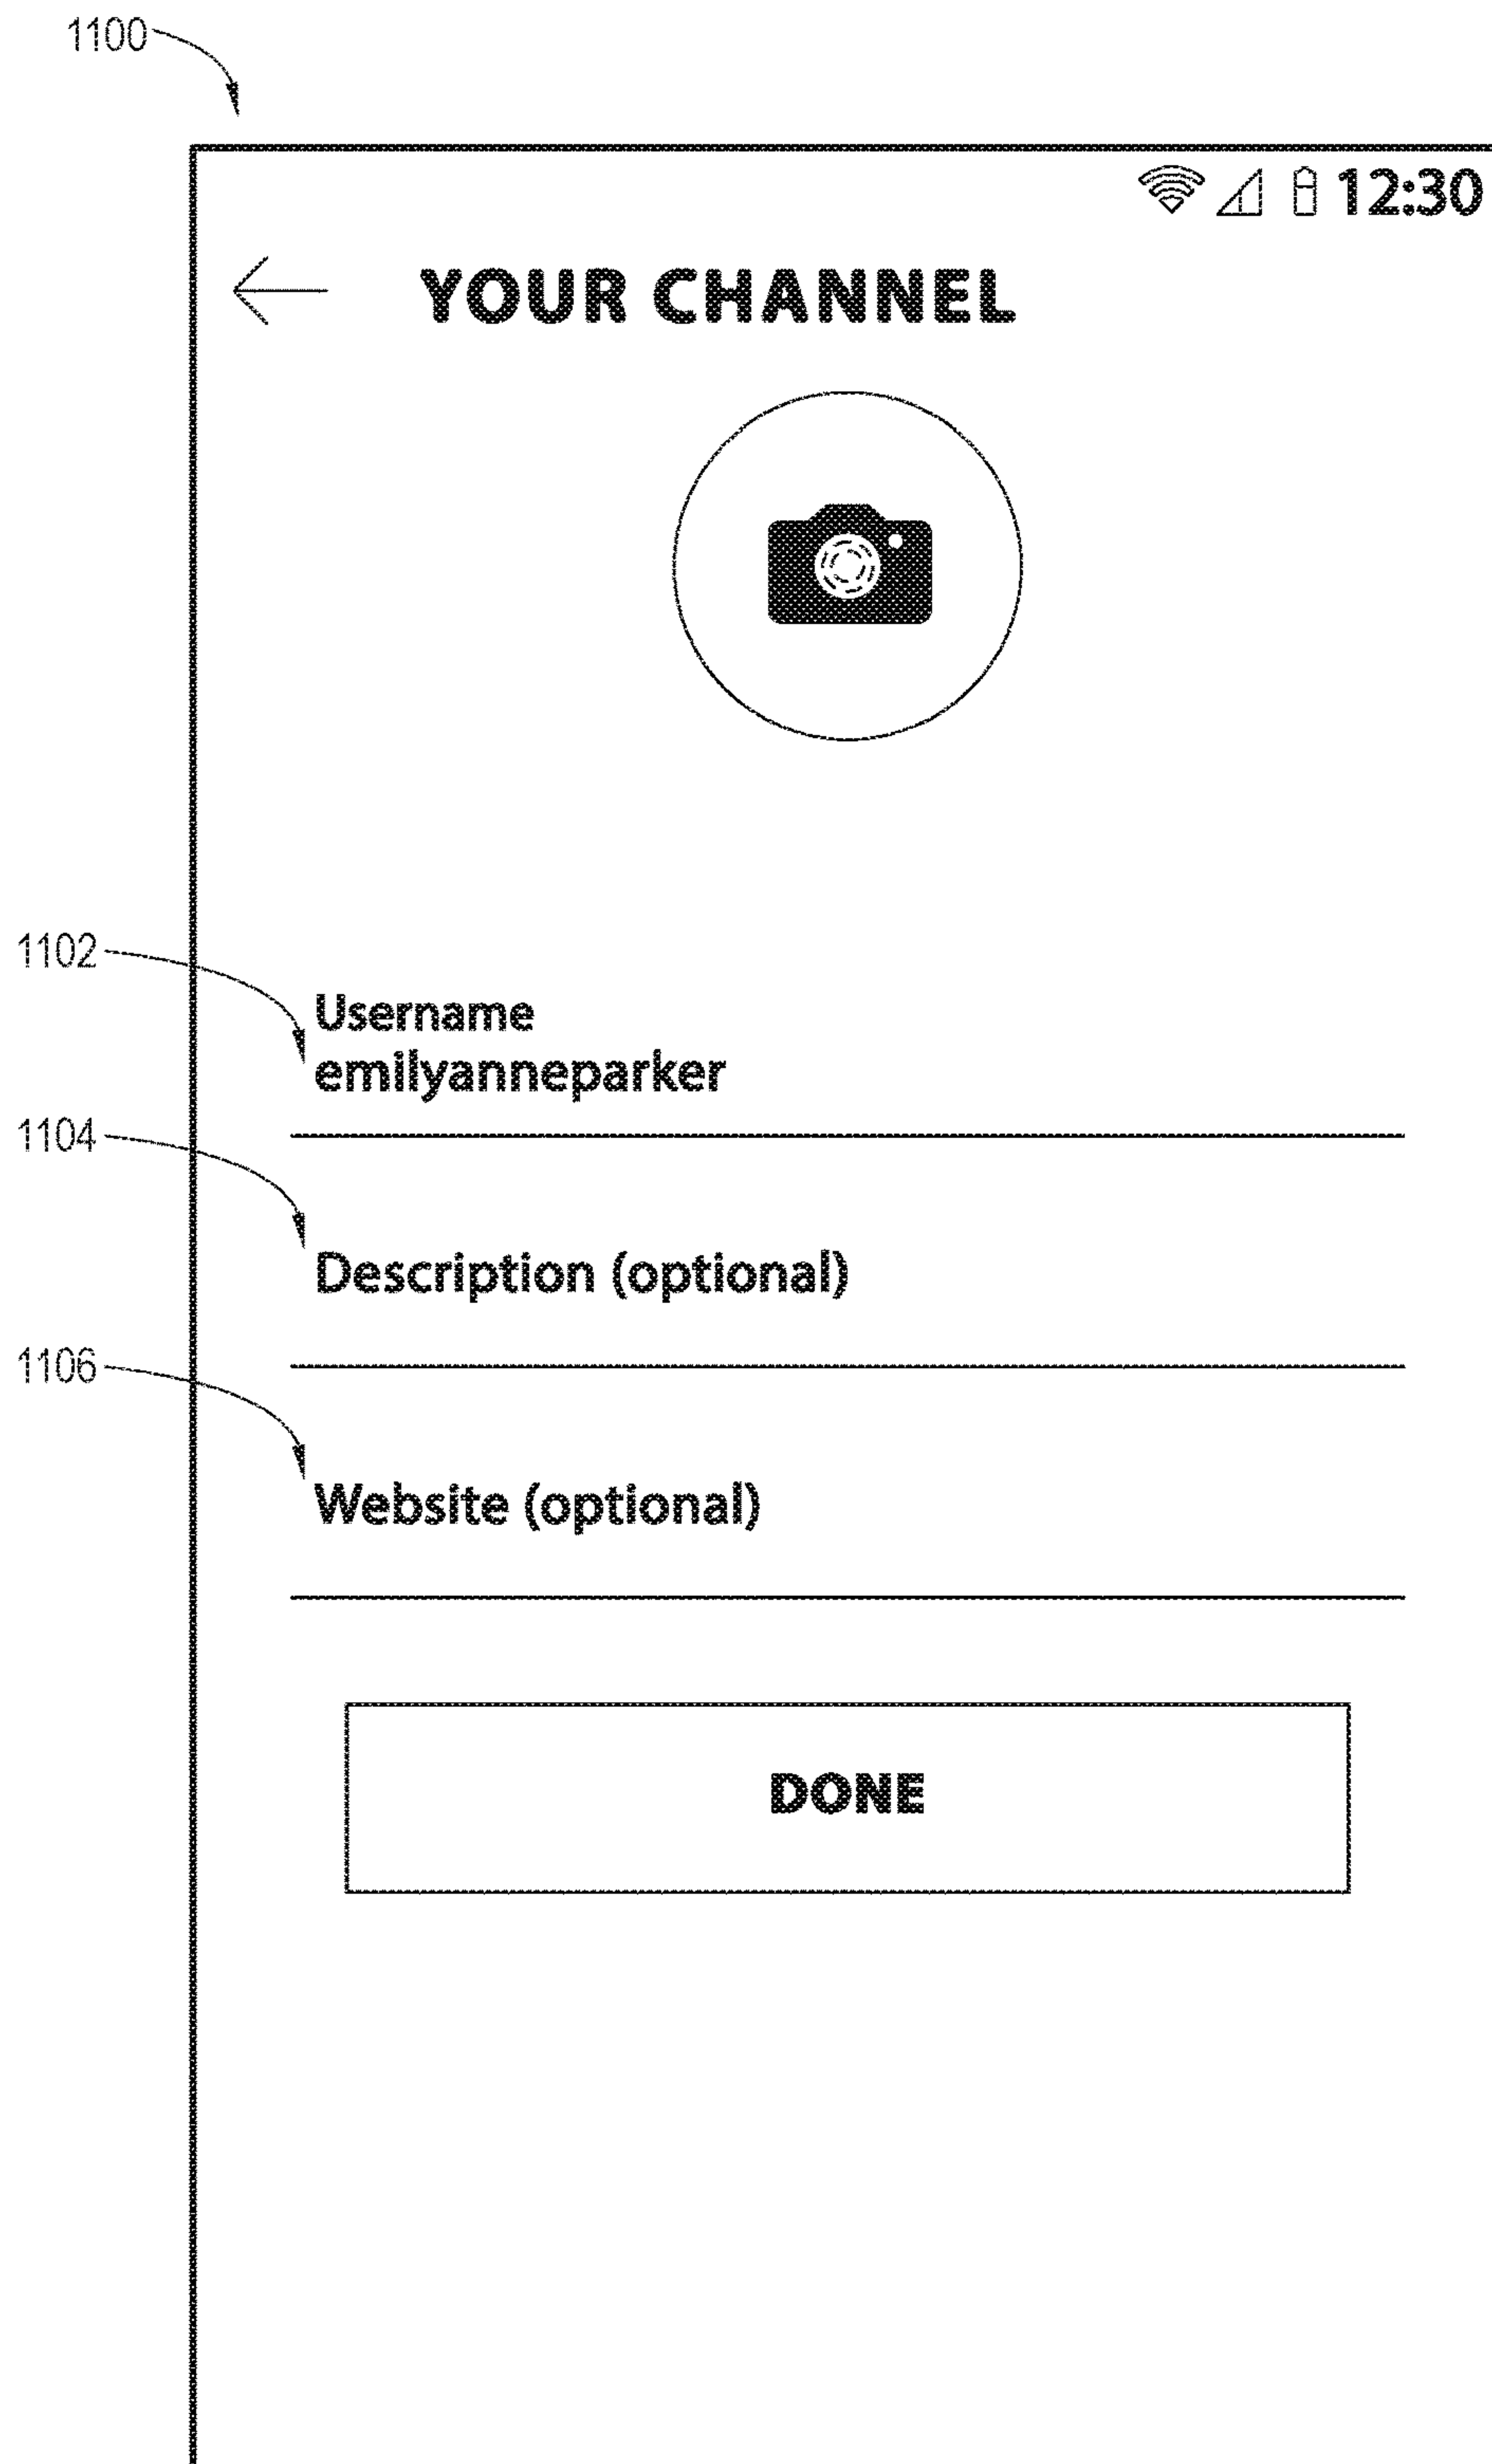 1100
12:30
YOUR CHANNEL
1102
Username
emilyanneparker
1104
Description (optional)
1106
Website (optional)
DONE